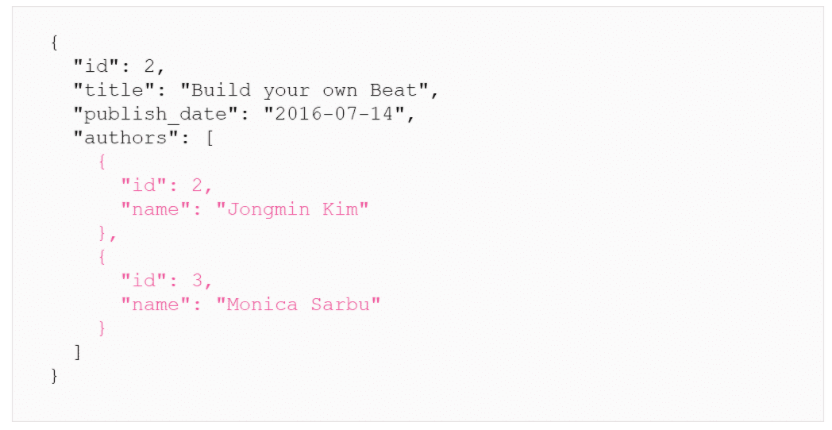 {
  "id": 2,
  "title": "Build your own Beat",
  "publish_date": "2016-07-14",
  "authors": [
    {
      "id": 2,
      "name": "Jongmin Kim"
    },
    {
      "id": 3,
      "name": "Monica Sarbu"
    }
  ]
}